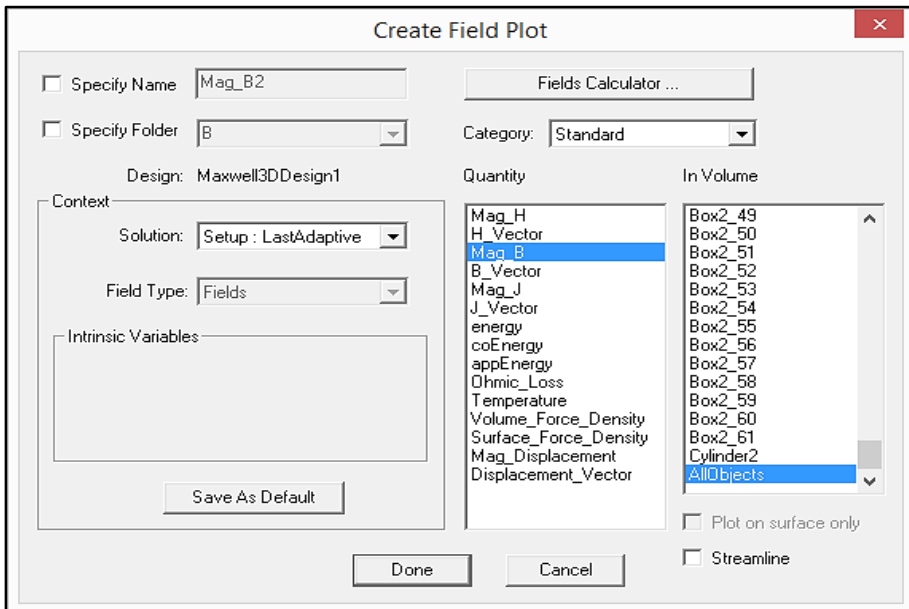 Create Field Plot
Specify Name
Mag_B2
Fields Calculator ...
Specify Folder
B
Category:
Standard
Design:
Maxwell3DDesign1
Context
Solution:
Setup : LastAdaptive
Field Type:
Fields
Intrinsic Variables
Save As Default
Quantity
Mag_H
H_Vector
Mag_B
B_Vector
Mag_J
J_Vector
energy
coEnergy
appEnergy
Ohmic_Loss
Temperature
Volume_Force_Density
Surface_Force_Density
Mag_Displacement
Displacement_Vector
In Volume
Box2_49
Box2_50
Box2_51
Box2_52
Box2_53
Box2_54
Box2_55
Box2_56
Box2_57
Box2_58
Box2_59
Box2_60
Box2_61
Cylinder2
AllObjects
Plot on surface only
Streamline
Done
Cancel